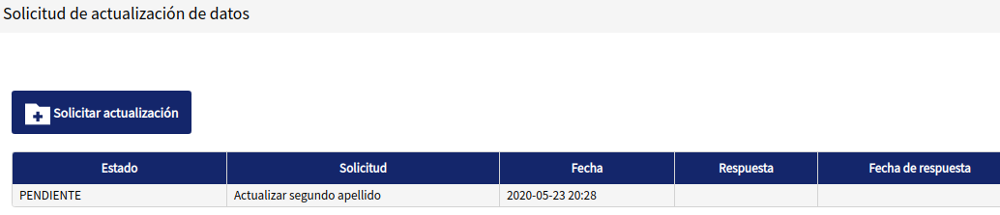 Solicitud de actualización de datos
Solicitar actualización
Estado Solicitud Fecha Respuesta Fecha de respuesta
PENDIENTE Actualizar segundo apellido 2020-05-23 20:28